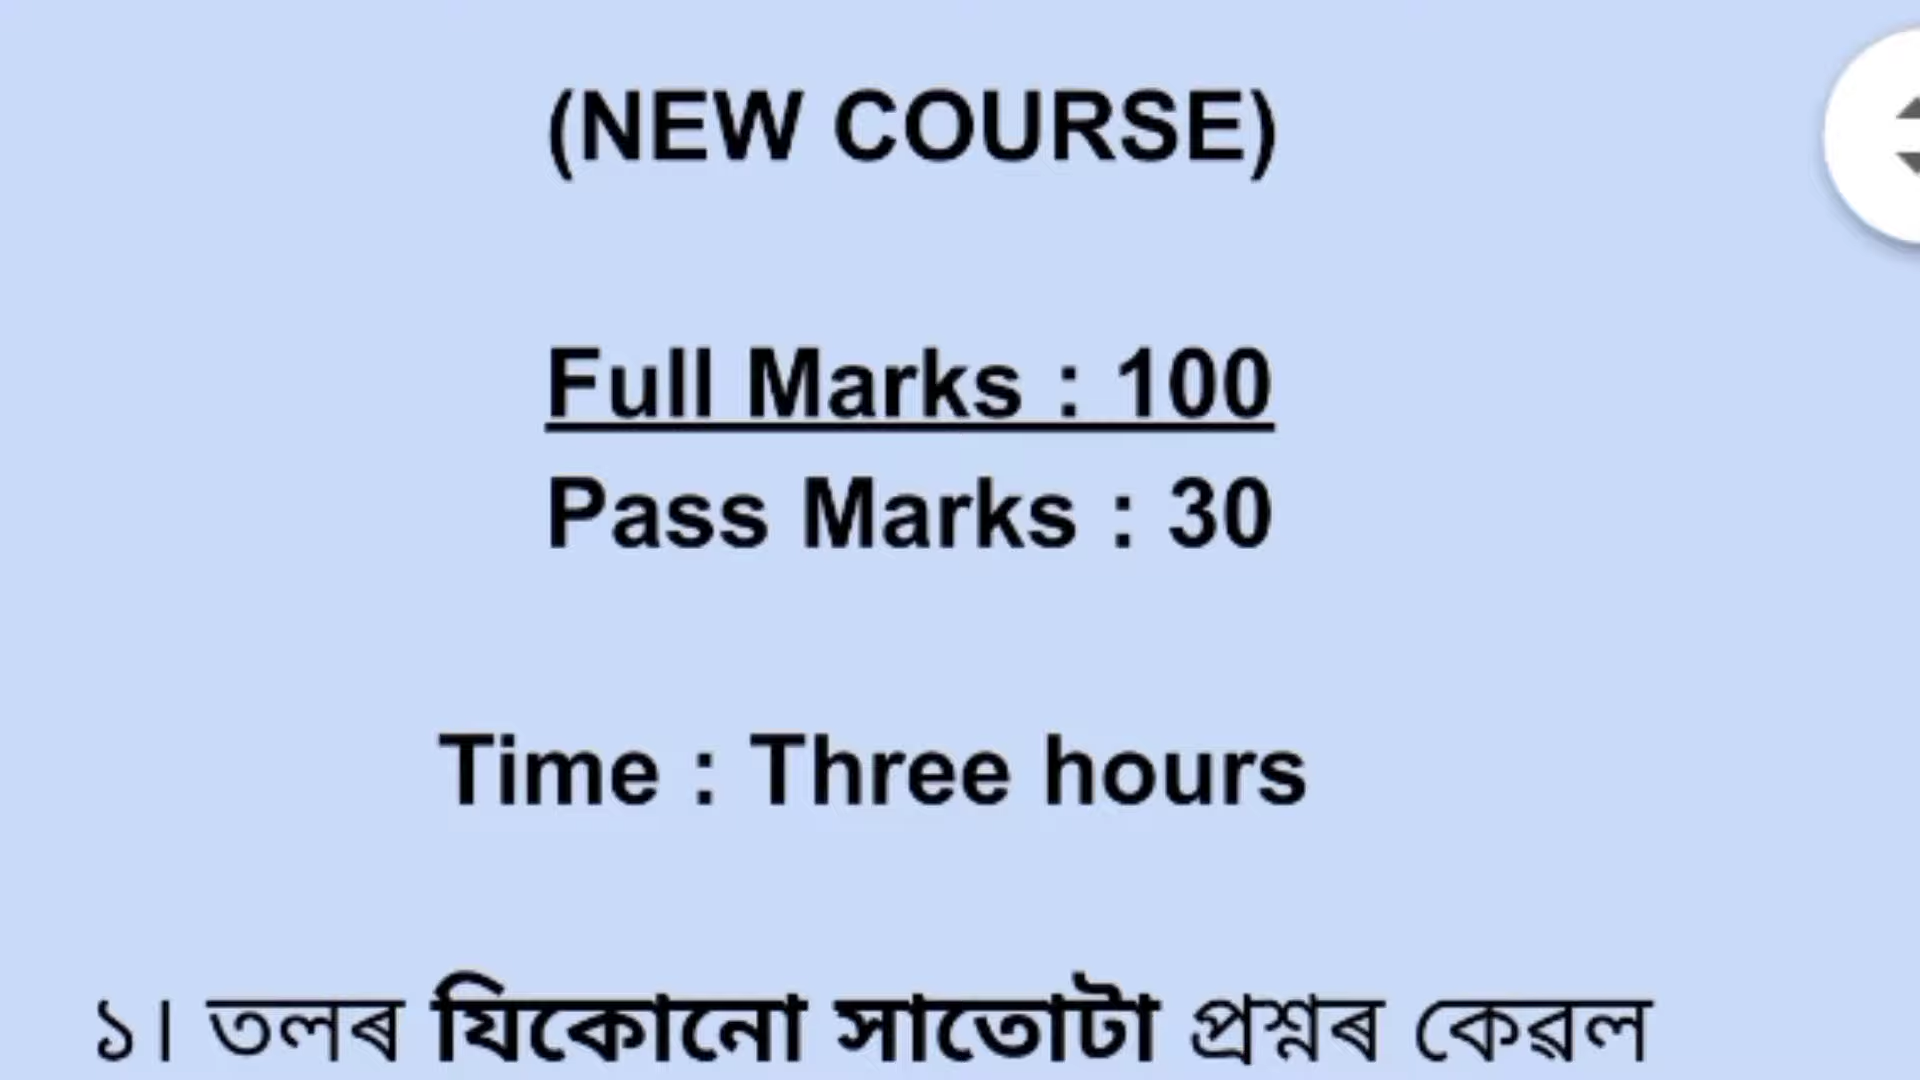 (NEW COURSE)
Full Marks : 100
Pass Marks : 30
Time : Three hours
১। তলৰ যিকোনো সাতোটা প্ৰশ্নৰ কেৱল